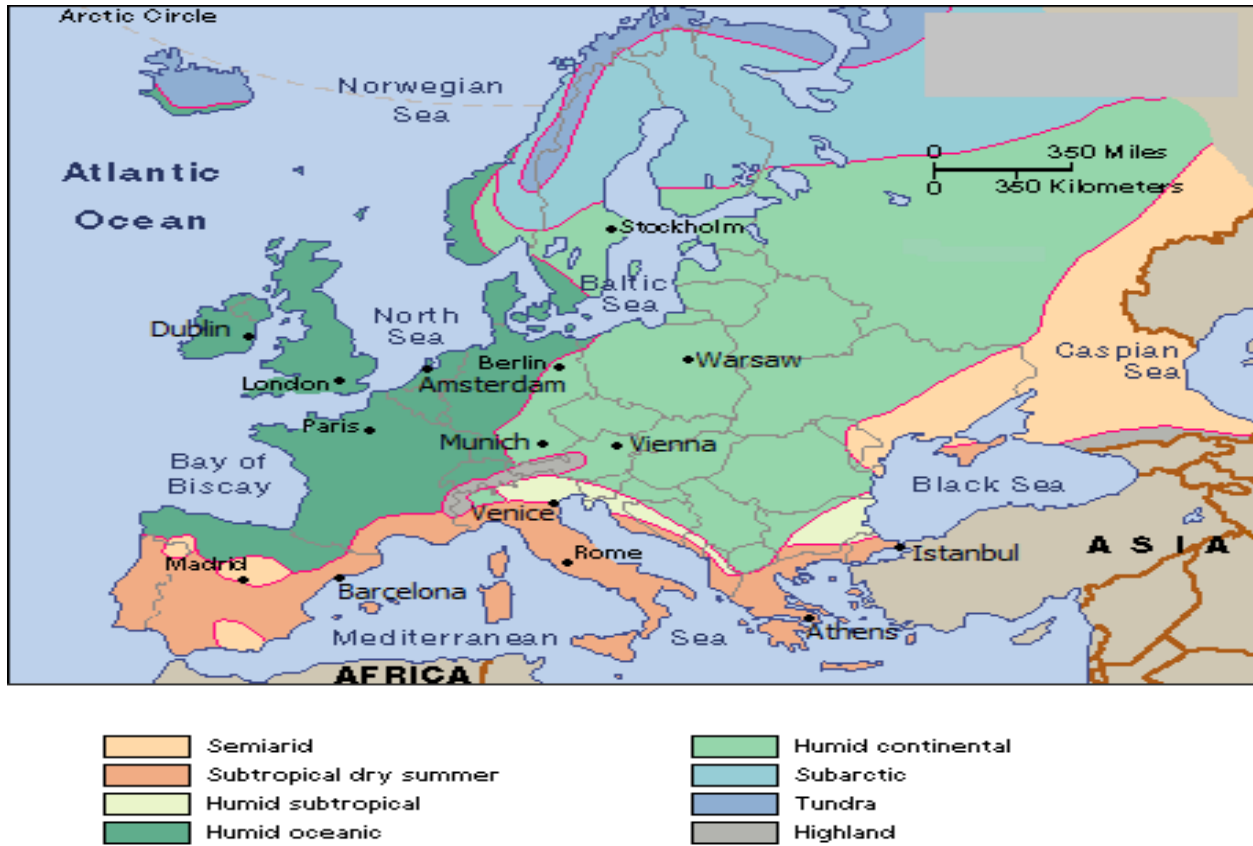 Arctic Circle
Norwegian
Sea
Atlantic
Ocean
0 350 Miles
0 350 Kilometers
Stockholm
Baltic
Sea
North
Sea
Dublin
London
Amsterdam
Berlin
Warsaw
Caspian
Sea
Paris
Munich
Vienna
Bay of
Biscay
Venice
Black Sea
Madrid
Barcelona
Rome
Istanbul
ASIA
Mediterranean Sea
Athens
AFRICA
Semiarid
Subtropical dry summer
Humid subtropical
Humid oceanic
Humid continental
Subarctic
Tundra
Highland